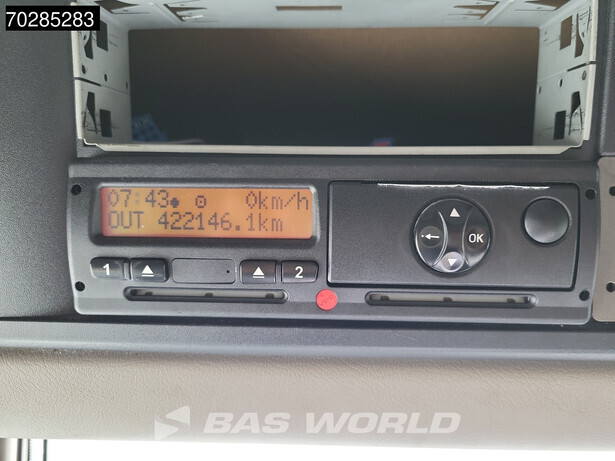 70285283
07:43 0km/h
OUT 422146.1km
1 2
OK
BAS WORLD